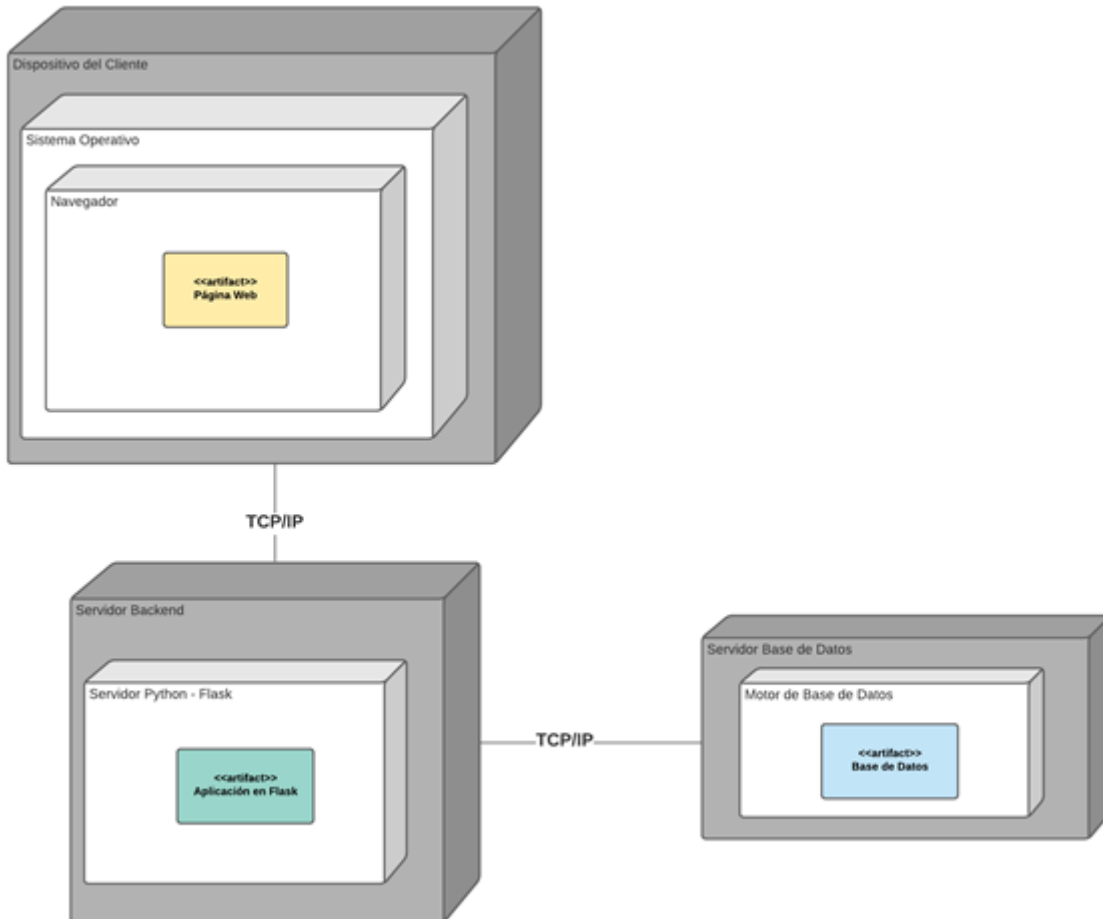 Dispositivo del Cliente
Sistema Operativo
Navegador
<<artifact>>
Página Web
TCP/IP
Servidor Backend
Servidor Python - Flask
<<artifact>>
Aplicación en Flask
TCP/IP
Servidor Base de Datos
Motor de Base de Datos
<<artifact>>
Base de Datos